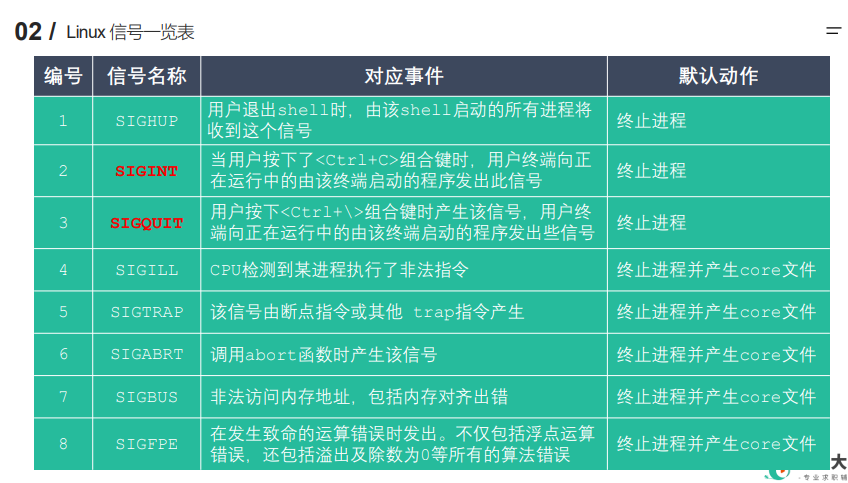 02 / Linux 信号一览表
编号 信号名称 对应事件 默认动作
1 SIGHUP 用户退出shell时，由该shell启动的所有进程将
收到这个信号 终止进程
2 SIGINT 当用户按下了<Ctrl+C>组合键时，用户终端向正
在运行中的由该终端启动的程序发出此信号 终止进程
3 SIGQUIT 用户按下<Ctrl+\>组合键时产生该信号，用户终
端向正在运行中的由该终端启动的程序发出些信号 终止进程
4 SIGILL CPU检测到某进程执行了非法指令 终止进程并产生core文件
5 SIGTRAP 该信号由断点指令或其他 trap指令产生 终止进程并产生core文件
6 SIGABRT 调用abort函数时产生该信号 终止进程并产生core文件
7 SIGBUS 非法访问内存地址，包括内存对齐出错 终止进程并产生core文件
8 SIGFPE 在发生致命的运算错误时发出。不仅包括浮点运算
错误，还包括溢出及除数为0等所有的算法错误 终止进程并产生core文件
大
-专业求职辅